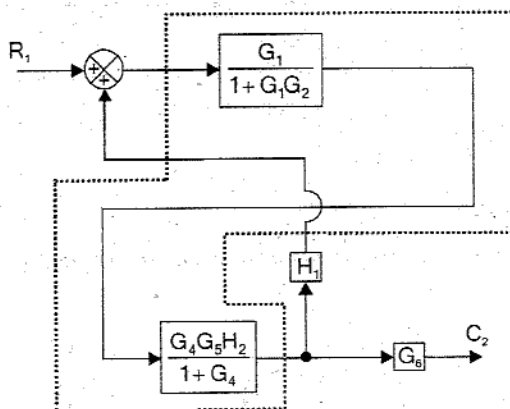 R₁
+
+
G₁
1 + G₁G₂
H₁
G₄G₅H₂
1 + G₄
G₆
C₂